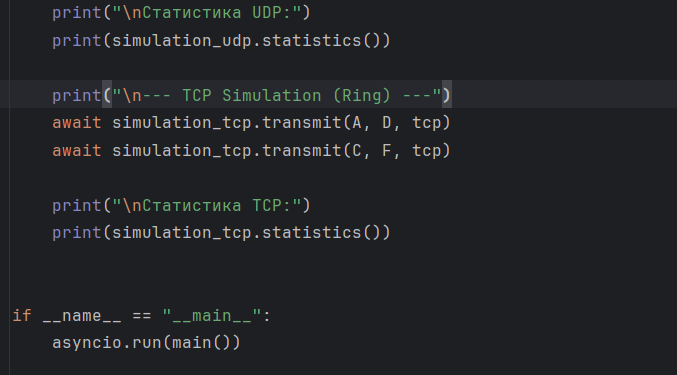 print("\nСтатистика UDP:")
print(simulation_udp.statistics())
print("\n--- TCP Simulation (Ring) ---")
await simulation_tcp.transmit(A, D, tcp)
await simulation_tcp.transmit(C, F, tcp)
print("\nСтатистика TCP:")
print(simulation_tcp.statistics())
if __name__ == "__main__":
asyncio.run(main())